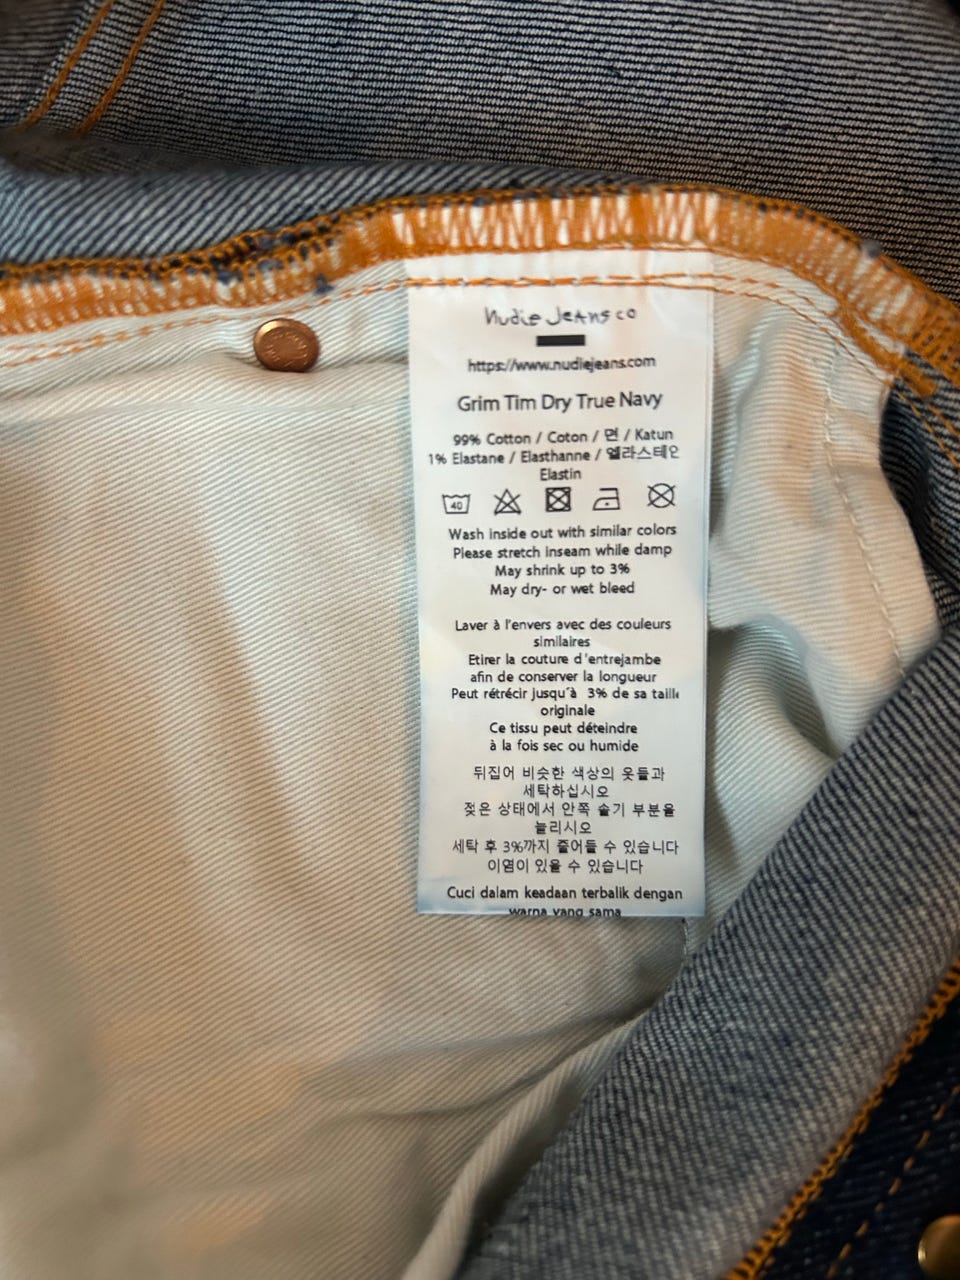 Nudie Jeans co
https://www.nudiejeans.com
Grim Tim Dry True Navy
99% Cotton / Coton / 면 / Katun
1% Elastane / Elasthanne / 엘라스테인
Elastin
40
Wash inside out with similar colors
Please stretch inseam while damp
May shrink up to 3%
May dry- or wet bleed
Laver à l'envers avec des couleurs
similaires
Etirer la couture d'entrejambe
afin de conserver la longueur
Peut rétrécir jusqu'à 3% de sa taille
originale
Ce tissu peut déteindre
à la fois sec ou humide
뒤집어 비슷한 색상의 옷들과
세탁하십시오
젖은 상태에서 안쪽 솔기 부분을
늘리시오
세탁 후 3%까지 줄어들 수 있습니다
이염이 있을 수 있습니다
Cuci dalam keadaan terbalik dengan
warna yang sama